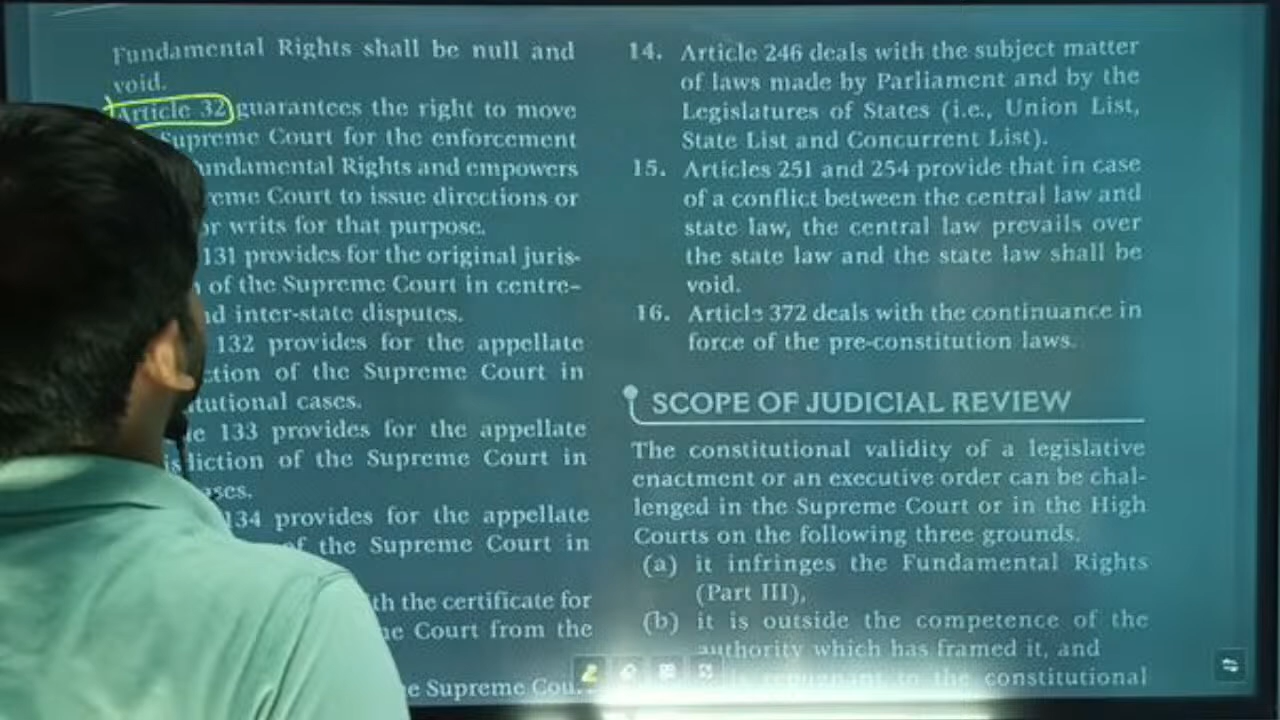 Fundamental Rights shall be null and
void.
Article 32 guarantees the right to move
Supreme Court for the enforcement
Fundamental Rights and empowers
Court to issue directions or
or writs for that purpose.
131 provides for the original juris-
of the Supreme Court in centre–
inter-state disputes.
132 provides for the appellate
of the Supreme Court in
cases.
133 provides for the appellate
of the Supreme Court in
134 provides for the appellate
of the Supreme Court in
the certificate for
Court from the
Supreme
14. Article 246 deals with the subject matter
of laws made by Parliament and by the
Legislatures of States (i.e., Union List,
State List and Concurrent List).
15. Articles 251 and 254 provide that in case
of a conflict between the central law and
state law, the central law prevails over
the state law and the state law shall be
void.
16. Article 372 deals with the continuance in
force of the pre-constitution laws.
SCOPE OF JUDICIAL REVIEW
The constitutional validity of a legislative
enactment or an executive order can be chal-
lenged in the Supreme Court or in the High
Courts on the following three grounds.
(a) it infringes the Fundamental Rights
(Part III),
(b) it is outside the competence of the
authority which has framed it, and
is repugnant to the constitutional